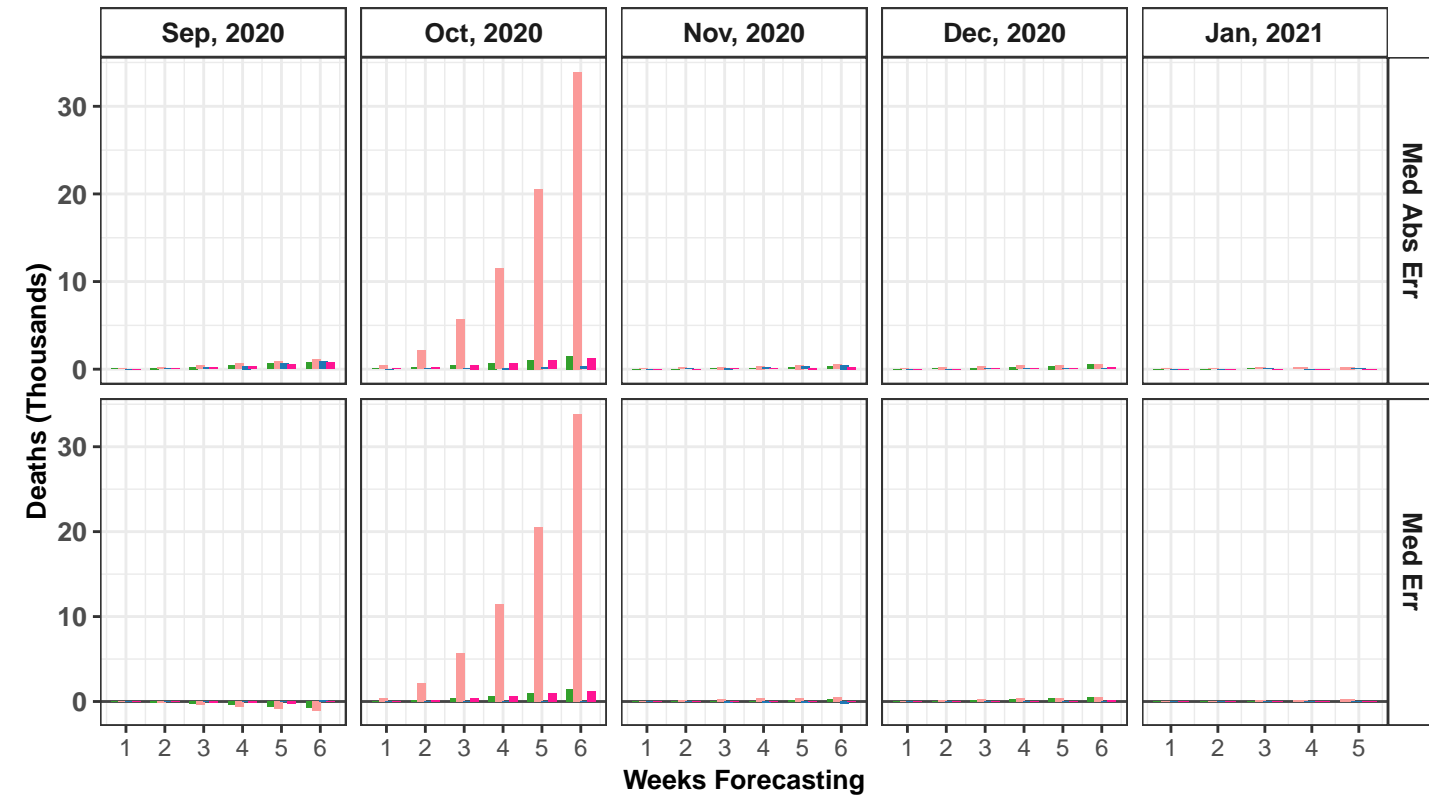 Sep, 2020 Oct, 2020 Nov, 2020 Dec, 2020 Jan, 2021
30
20
10
0
Med Abs Err
30
20
10
0
Med Err
Deaths (Thousands)
1 2 3 4 5 6 1 2 3 4 5 6 1 2 3 4 5 6 1 2 3 4 5 6 1 2 3 4 5
Weeks Forecasting